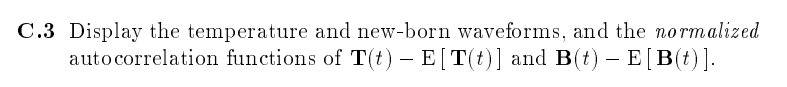 C.3 Display the temperature and new-born waveforms, and the normalized
autocorrelation functions of T(t) – E[T(t)] and B(t) – E[B(t)].